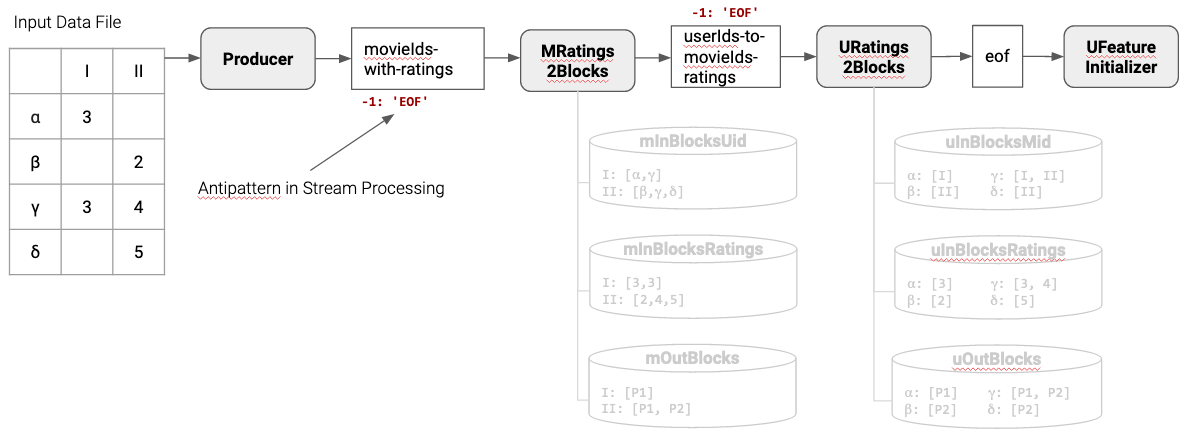 Input Data File
I II
α 3
β 2
γ 3 4
δ 5
Producer
movieIds-
with-ratings
-1: 'EOF'
Antipattern in Stream Processing
MRatings
2Blocks
-1: 'EOF'
userIds-to-
movieIds-
ratings
URatings
2Blocks
eof
UFeature
Initializer
mInBlocksUid
I: [α,γ]
II: [β,γ,δ]
mInBlocksRatings
I: [3,3]
II: [2,4,5]
mOutBlocks
I: [P1]
II: [P1, P2]
uInBlocksMid
α: [I] γ: [I, II]
β: [II] δ: [II]
uInBlocksRatings
α: [3] γ: [3, 4]
β: [2] δ: [5]
uOutBlocks
α: [P1] γ: [P1, P2]
β: [P2] δ: [P2]